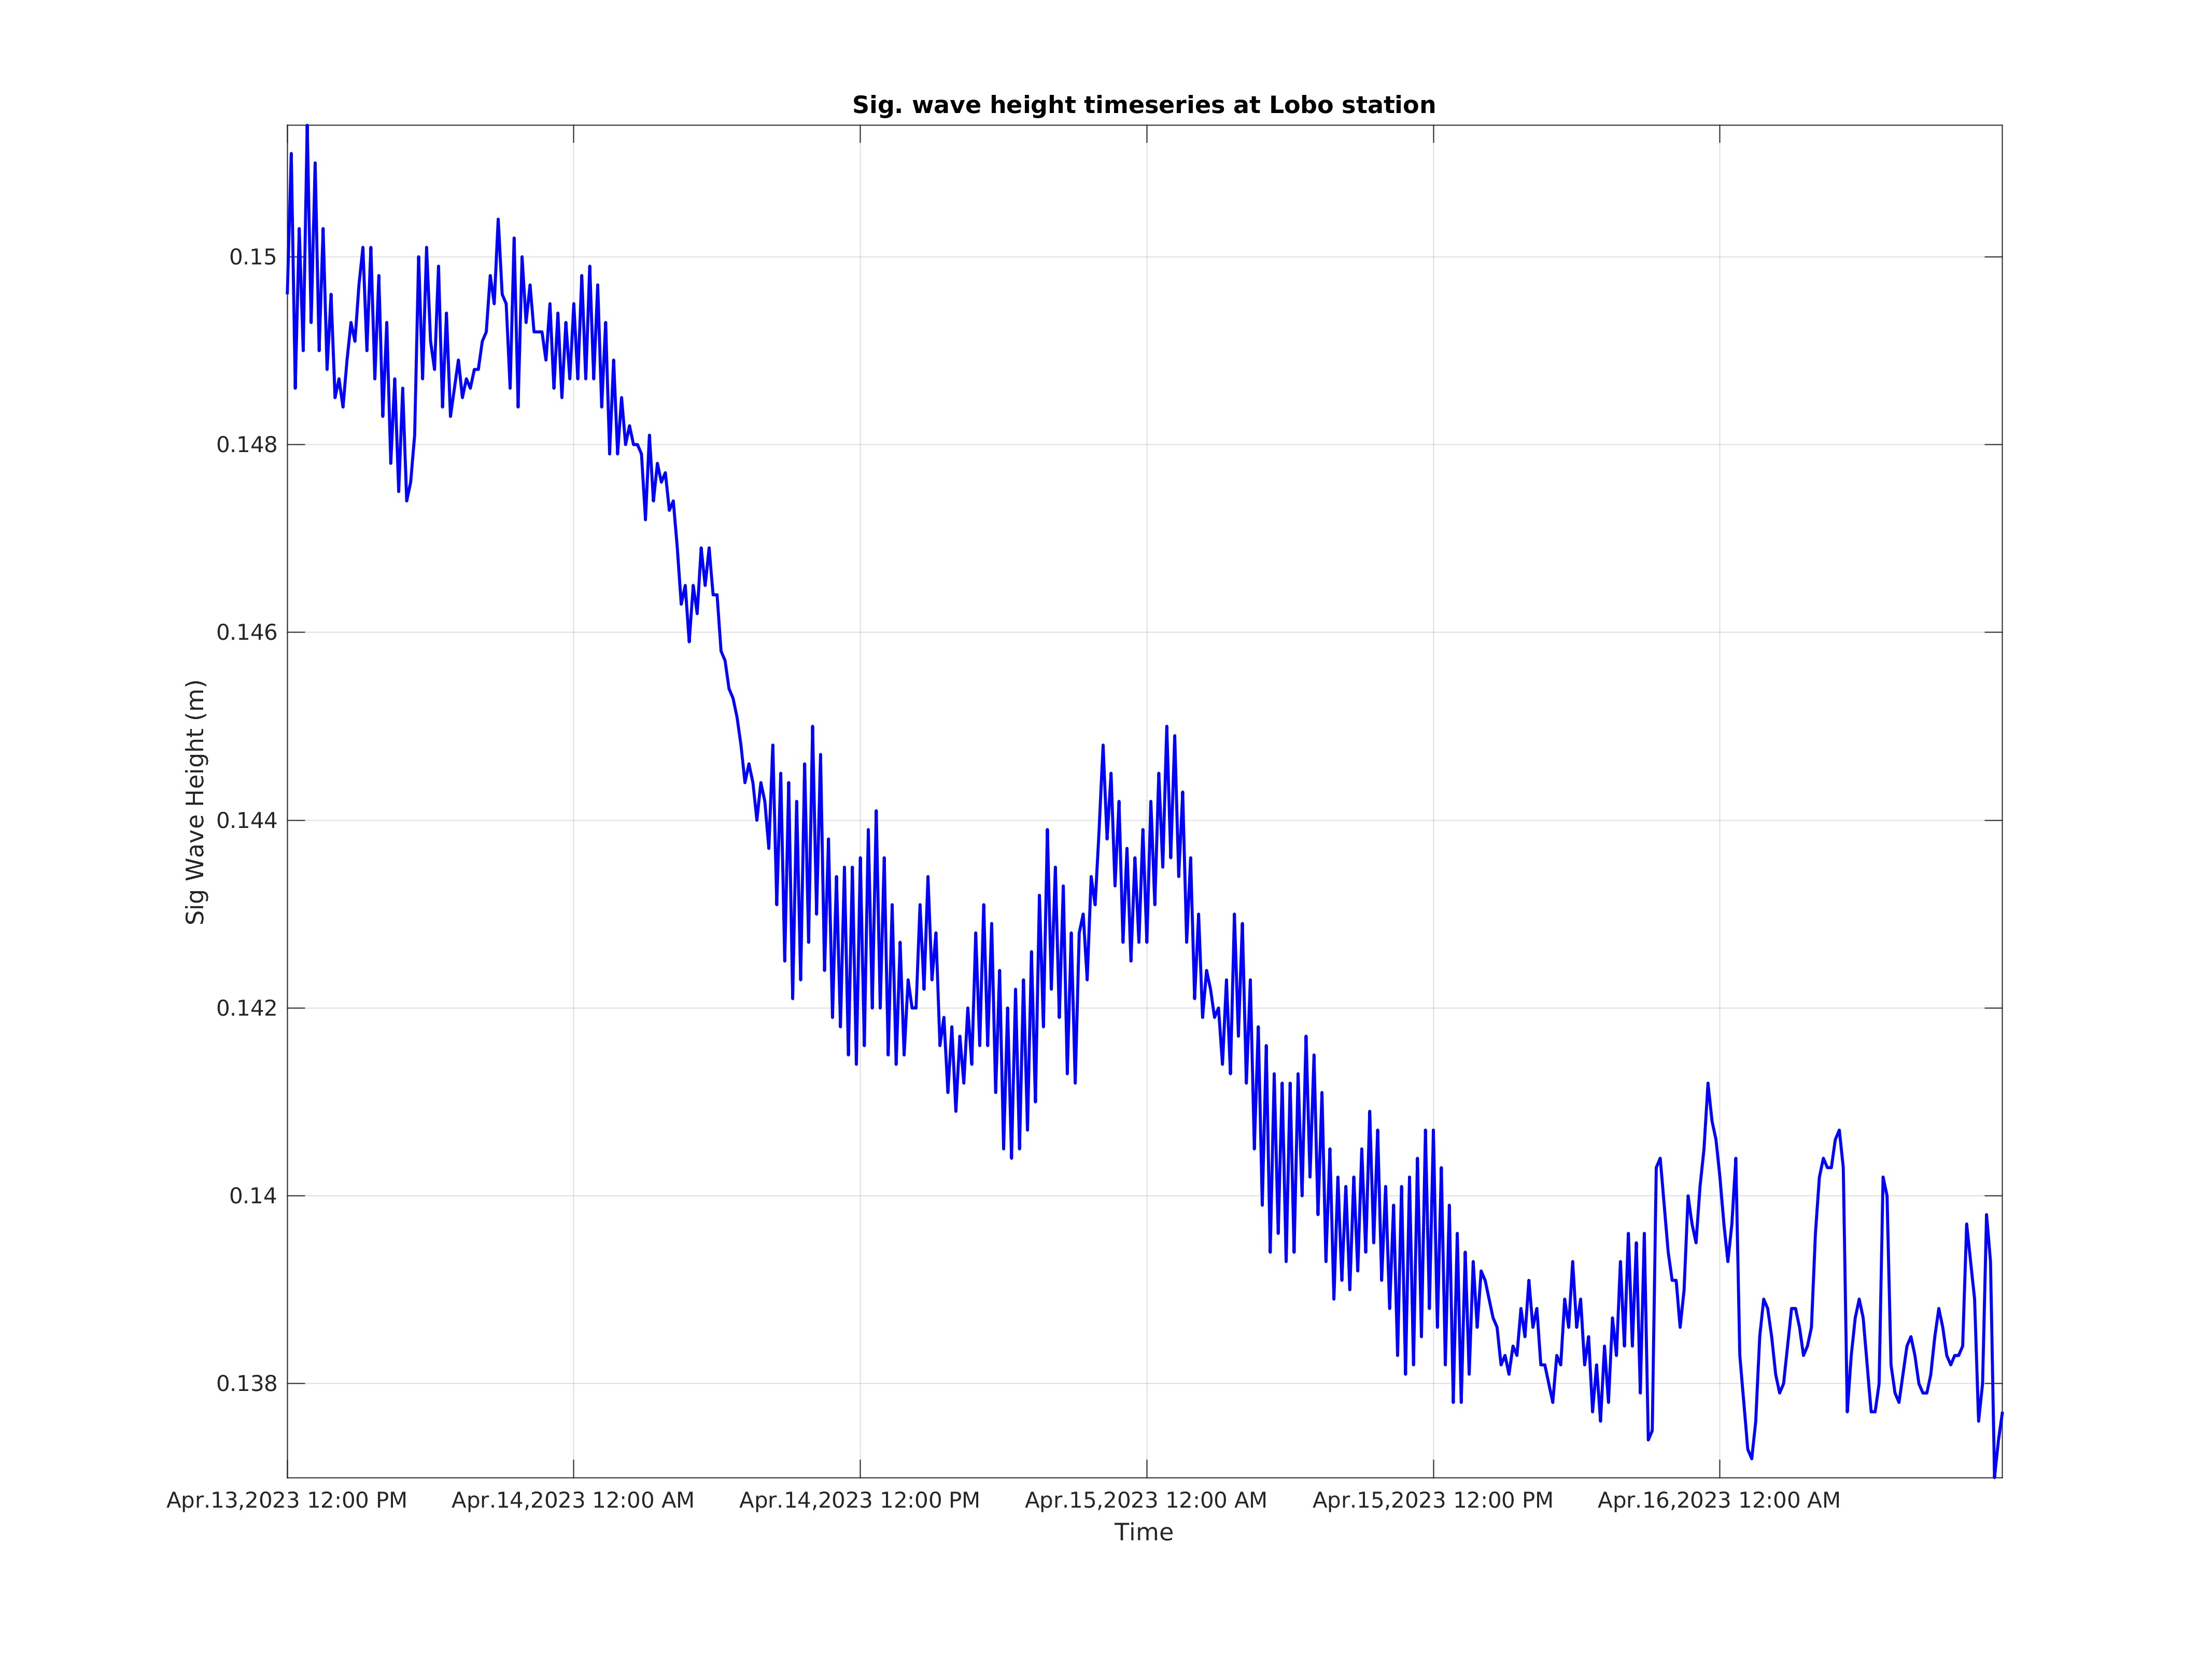 Sig. wave height timeseries at Lobo station
0.15
0.148
0.146
0.144
0.142
0.14
0.138
Sig Wave Height (m)
Apr.13,2023 12:00 PM Apr.14,2023 12:00 AM Apr.14,2023 12:00 PM Apr.15,2023 12:00 AM Apr.15,2023 12:00 PM Apr.16,2023 12:00 AM
Time